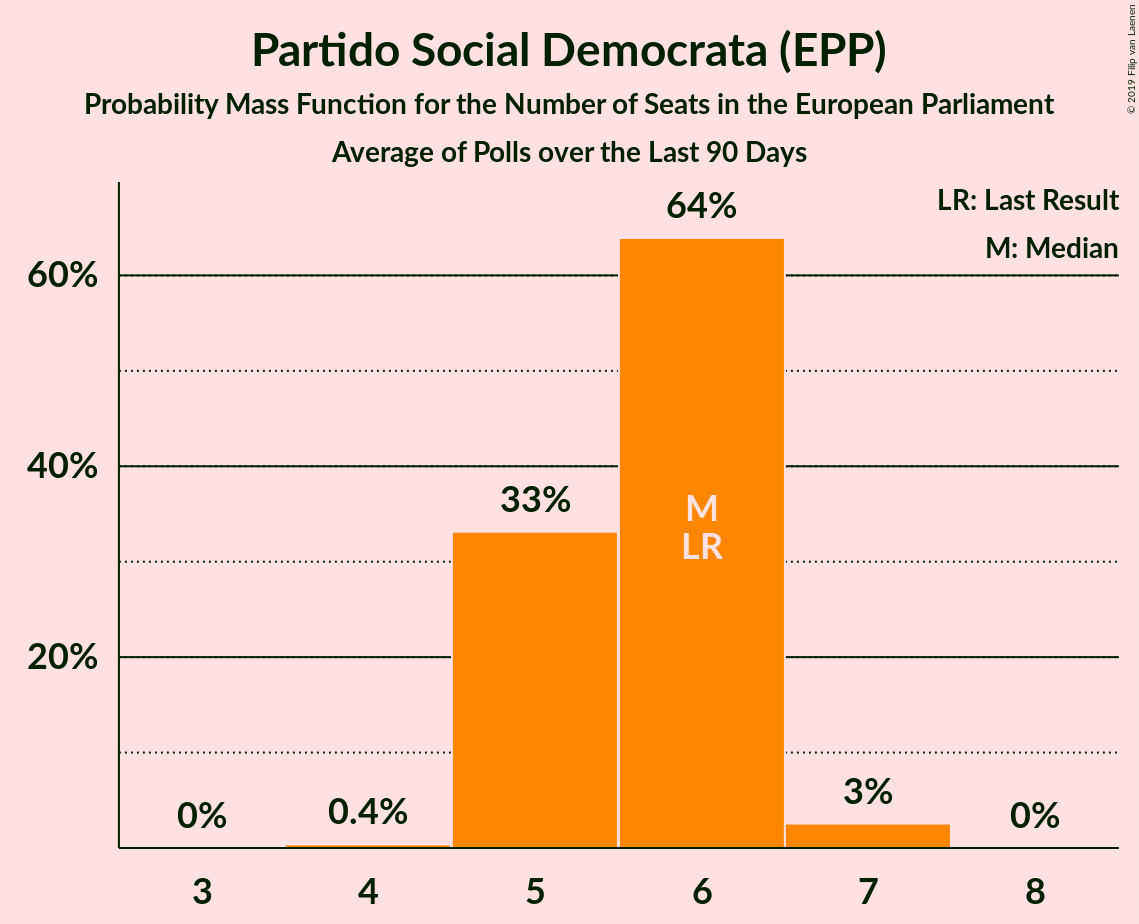 Partido Social Democrata (EPP)
Probability Mass Function for the Number of Seats in the European Parliament
Average of Polls over the Last 90 Days
© 2019 Filip van Laenen
LR: Last Result
M: Median
64%
60%
40%
33%
M
LR
20%
0%
0.4%
3%
0%
3
4
5
6
7
8